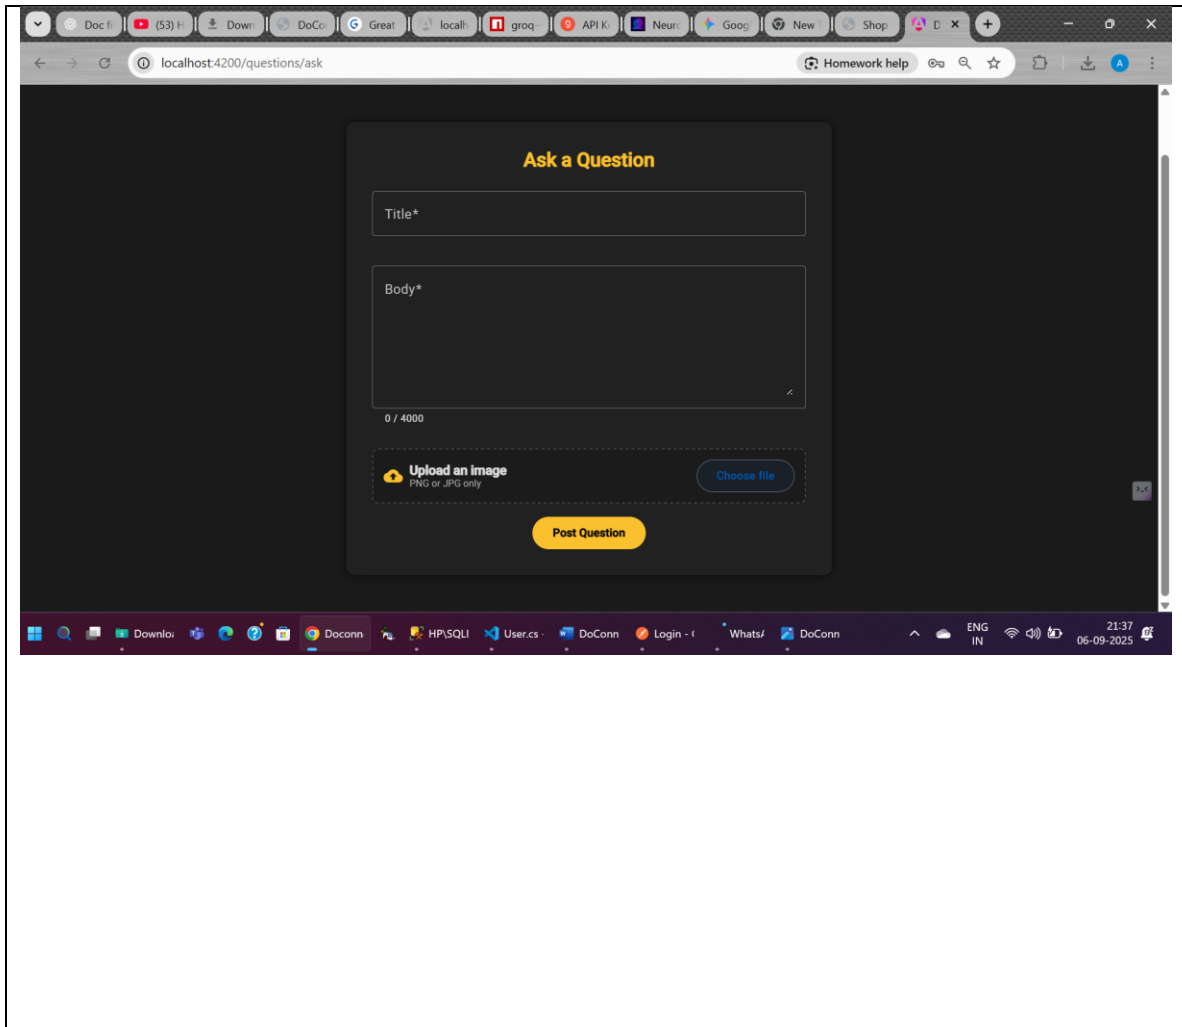 Doc fi (53) H Down DoCo Great localh groq- API K Neuro Goog New T Shop D
localhost:4200/questions/ask Homework help A
Ask a Question
Title*
Body*
0 / 4000
Upload an image
PNG or JPG only
Choose file
Post Question
Downlo HP\SQLI User.cs - DoConn Login - ( Whats/ DoConn ENG 21:37
Doconn IN 06-09-2025